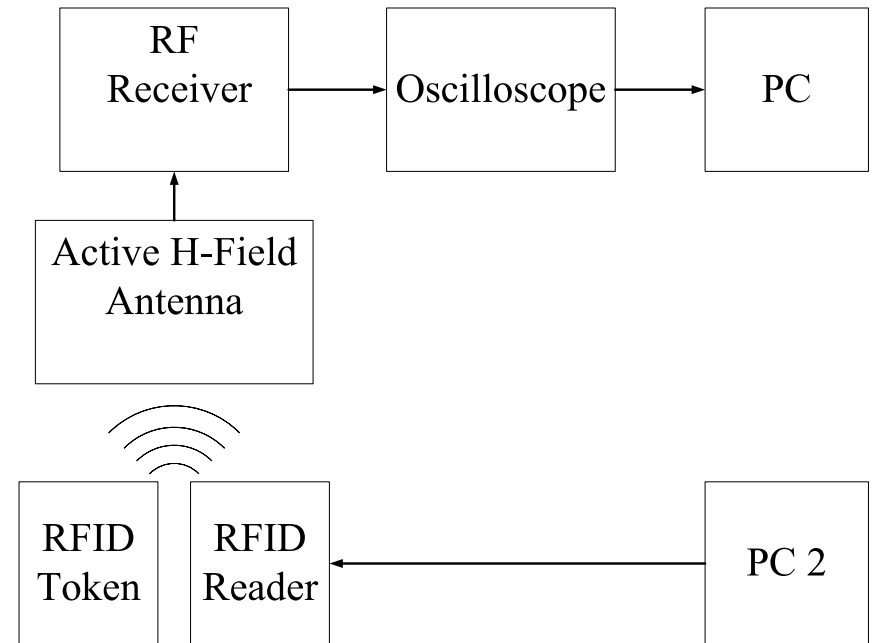 RF
Receiver
Oscilloscope
PC
Active H-Field
Antenna
RFID
Token
RFID
Reader
PC 2